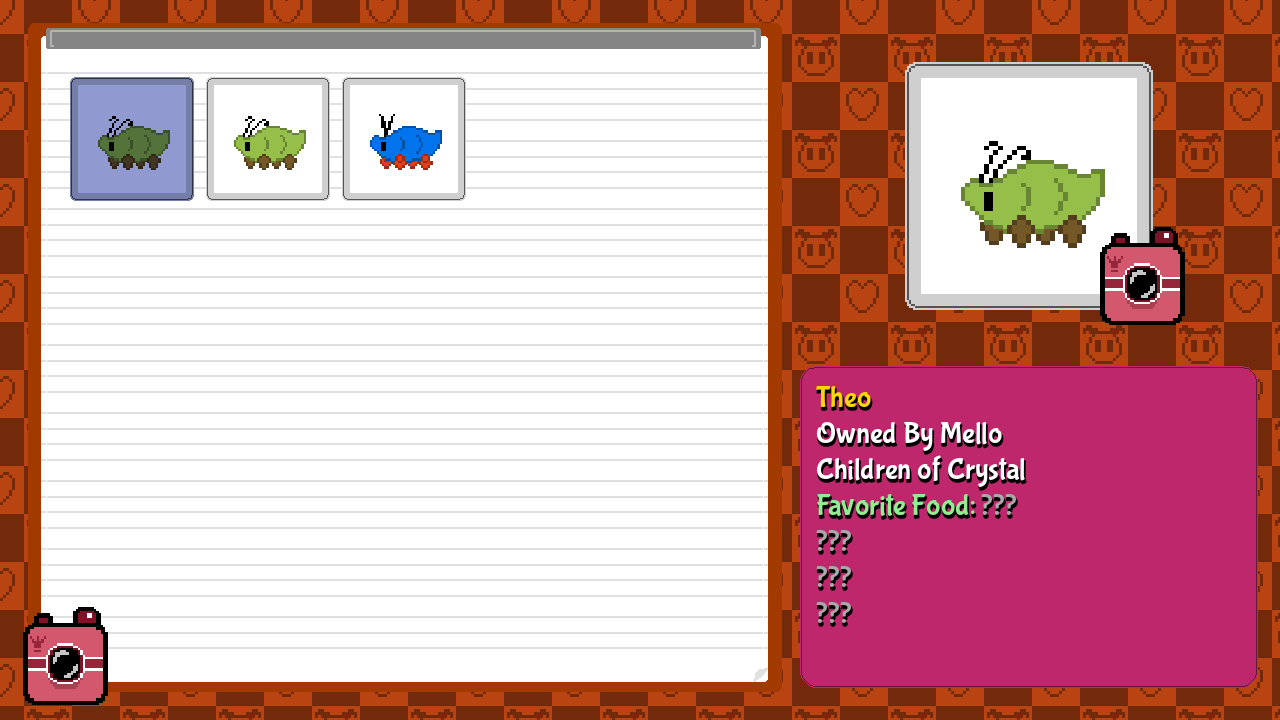 Theo
Owned By Mello
Children of Crystal
Favorite Food: ???
???
???
???